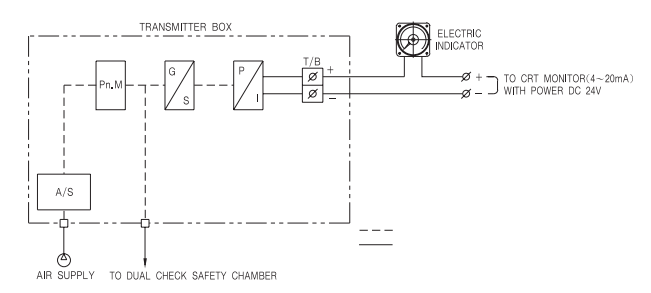 TRANSMITTER BOX
ELECTRIC
INDICATOR
T/B
+
-
Pn.M
G
S
P
I
+
-
TO CRT MONITOR(4~20mA)
WITH POWER DC 24V
A/S
AIR SUPPLY
TO DUAL CHECK SAFETY CHAMBER